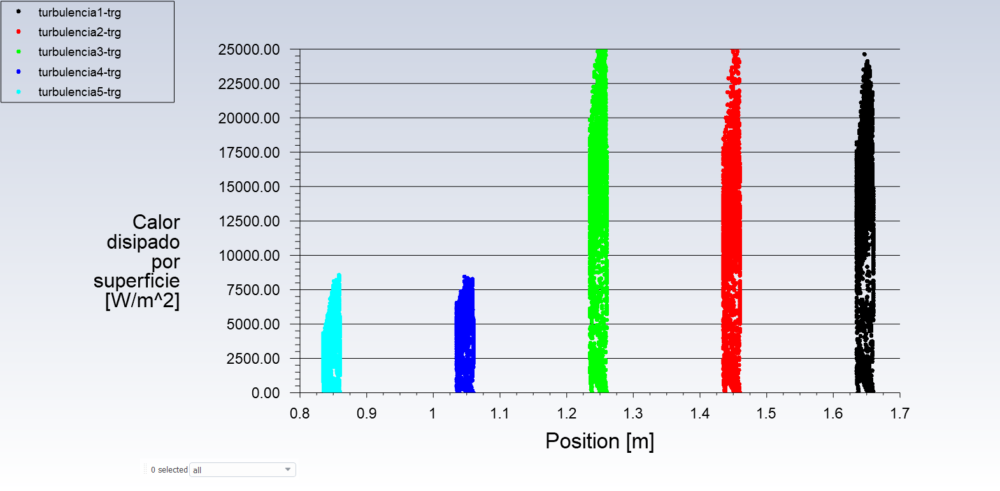 turbulencia1-trg
turbulencia2-trg
turbulencia3-trg
turbulencia4-trg
turbulencia5-trg
25000.00
22500.00
20000.00
17500.00
15000.00
12500.00
10000.00
7500.00
5000.00
2500.00
0.00
Calor
disipado
por
superficie
[W/m^2]
0.8 0.9 1 1.1 1.2 1.3 1.4 1.5 1.6 1.7
Position [m]
0 selected all